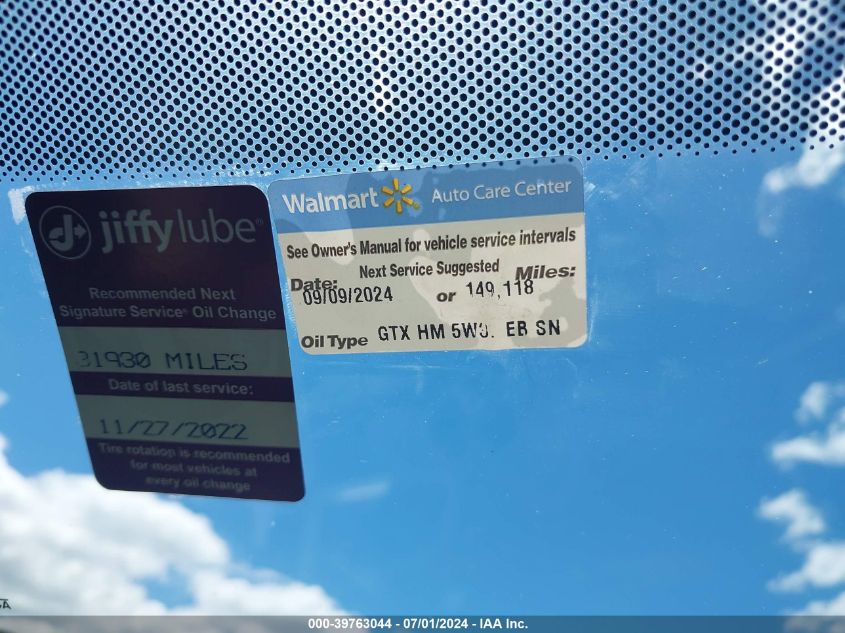 jiffy lube®
Recommended Next
Signature Service® Oil Change
31930 MILES
Date of last service:
11/27/2022
Tire rotation is recommended
for most vehicles at
every oil change
Walmart Auto Care Center
See Owner's Manual for vehicle service intervals
Next Service Suggested
Date: Miles:
09/09/2024 or 149,118
Oil Type GTX HM EB SN
000-39763044 / 07/01/2024 - IAA Inc.